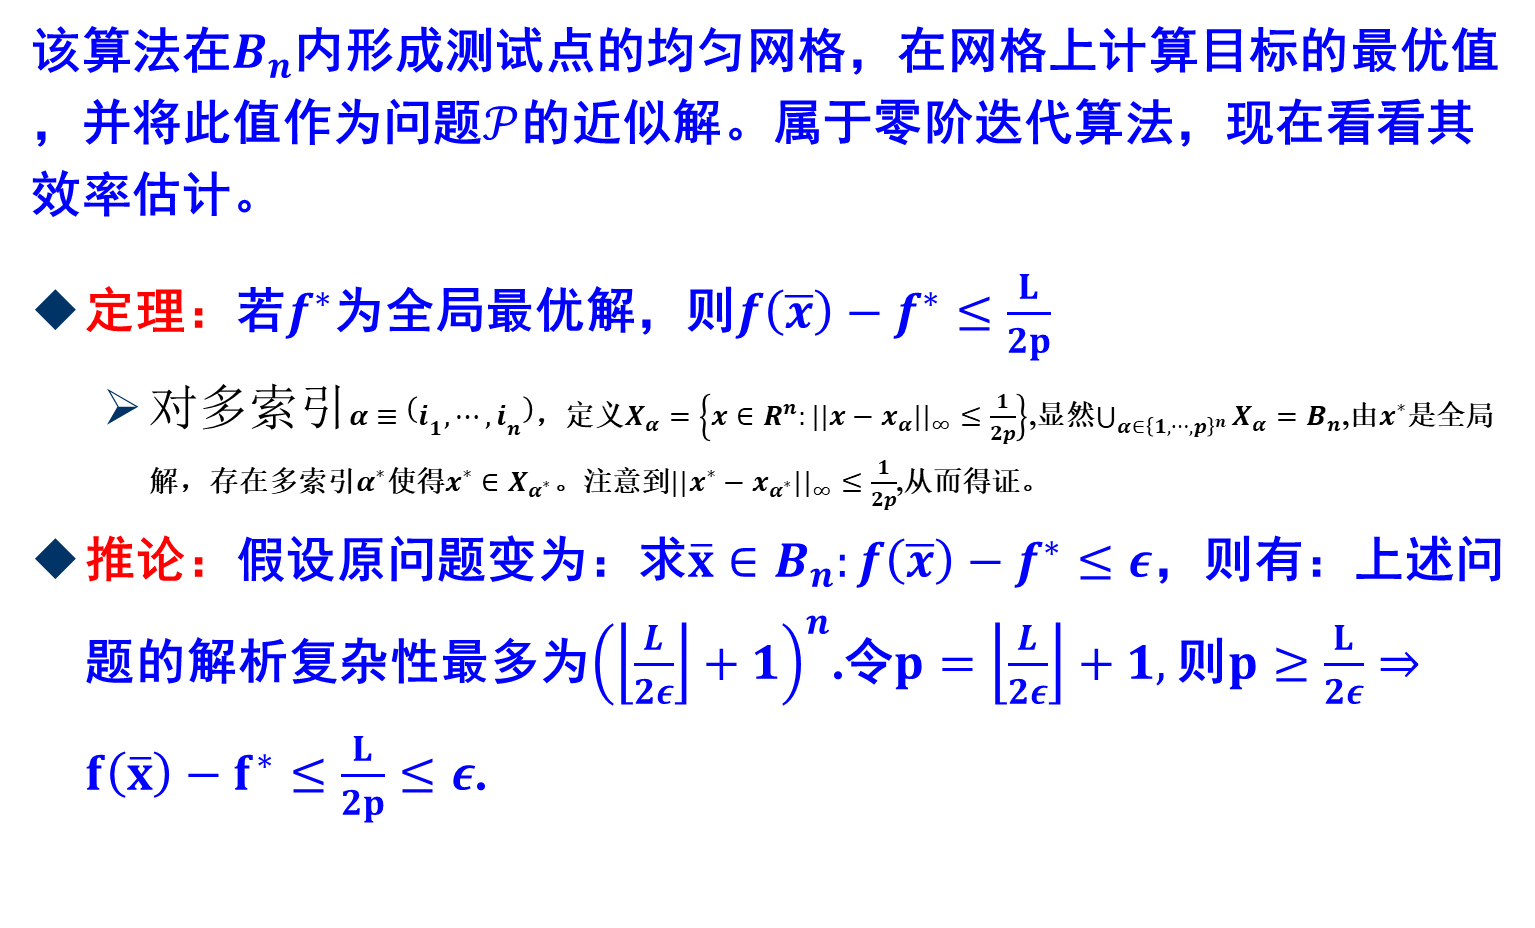 该算法在Bₙ内形成测试点的均匀网格，在网格上计算目标的最优值
，并将此值作为问题𝒫的近似解。属于零阶迭代算法，现在看看其
效率估计。
定理：若f*为全局最优解，则f(x̅) − f* ≤ L/2p
对多索引α ≡ (i₁, ⋯, iₙ)，定义X_α = {x ∈ Rⁿ: ||x − x_α||_∞ ≤ 1/2p},显然⋃_{α∈{1,⋯,p}ⁿ} X_α = Bₙ,由x*是全局
解，存在多索引α*使得x* ∈ X_{α*}。注意到||x* − x_{α*}||_∞ ≤ 1/2p,从而得证。
推论：假设原问题变为：求x̅ ∈ Bₙ: f(x̅) − f* ≤ ϵ，则有：上述问
题的解析复杂性最多为(⌊L/2ϵ⌋ + 1)ⁿ.令p = ⌊L/2ϵ⌋ + 1, 则p ≥ L/2ϵ ⇒
f(x̅) − f* ≤ L/2p ≤ ϵ.